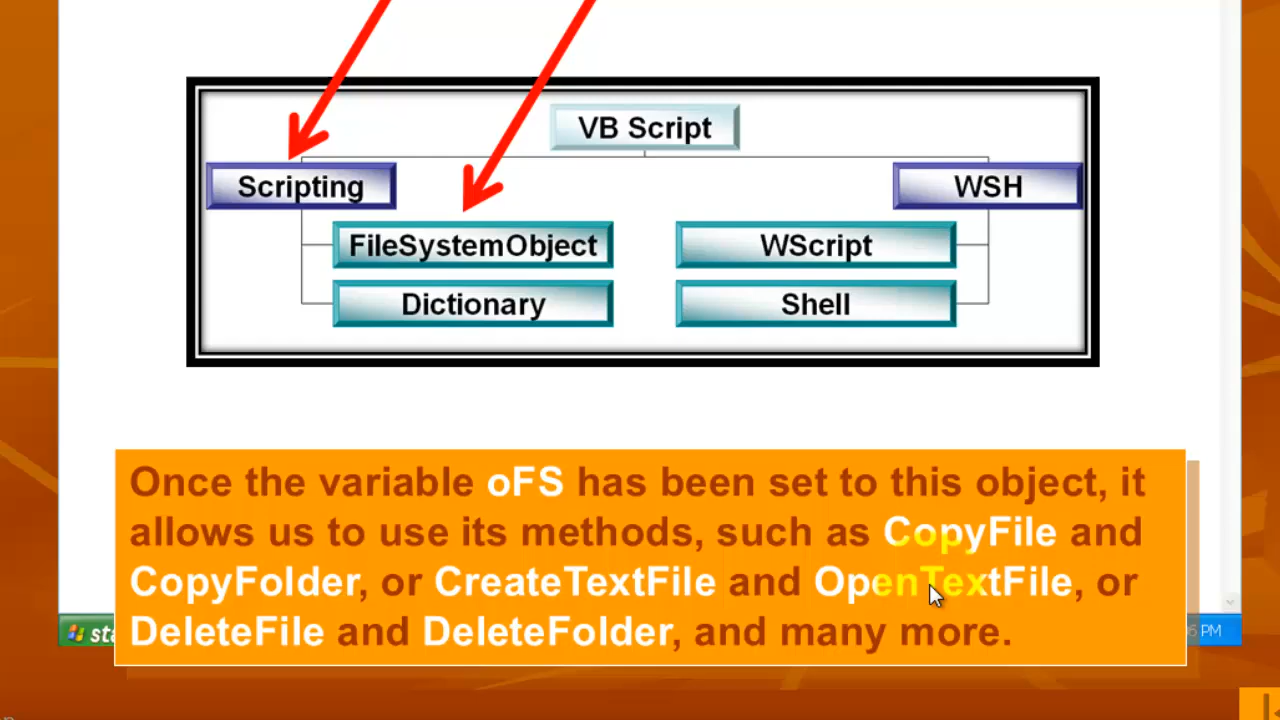 VB Script
Scripting
WSH
FileSystemObject
WScript
Dictionary
Shell
Once the variable oFS has been set to this object, it
allows us to use its methods, such as CopyFile and
CopyFolder, or CreateTextFile and OpenTextFile, or
DeleteFile and DeleteFolder, and many more.
PM